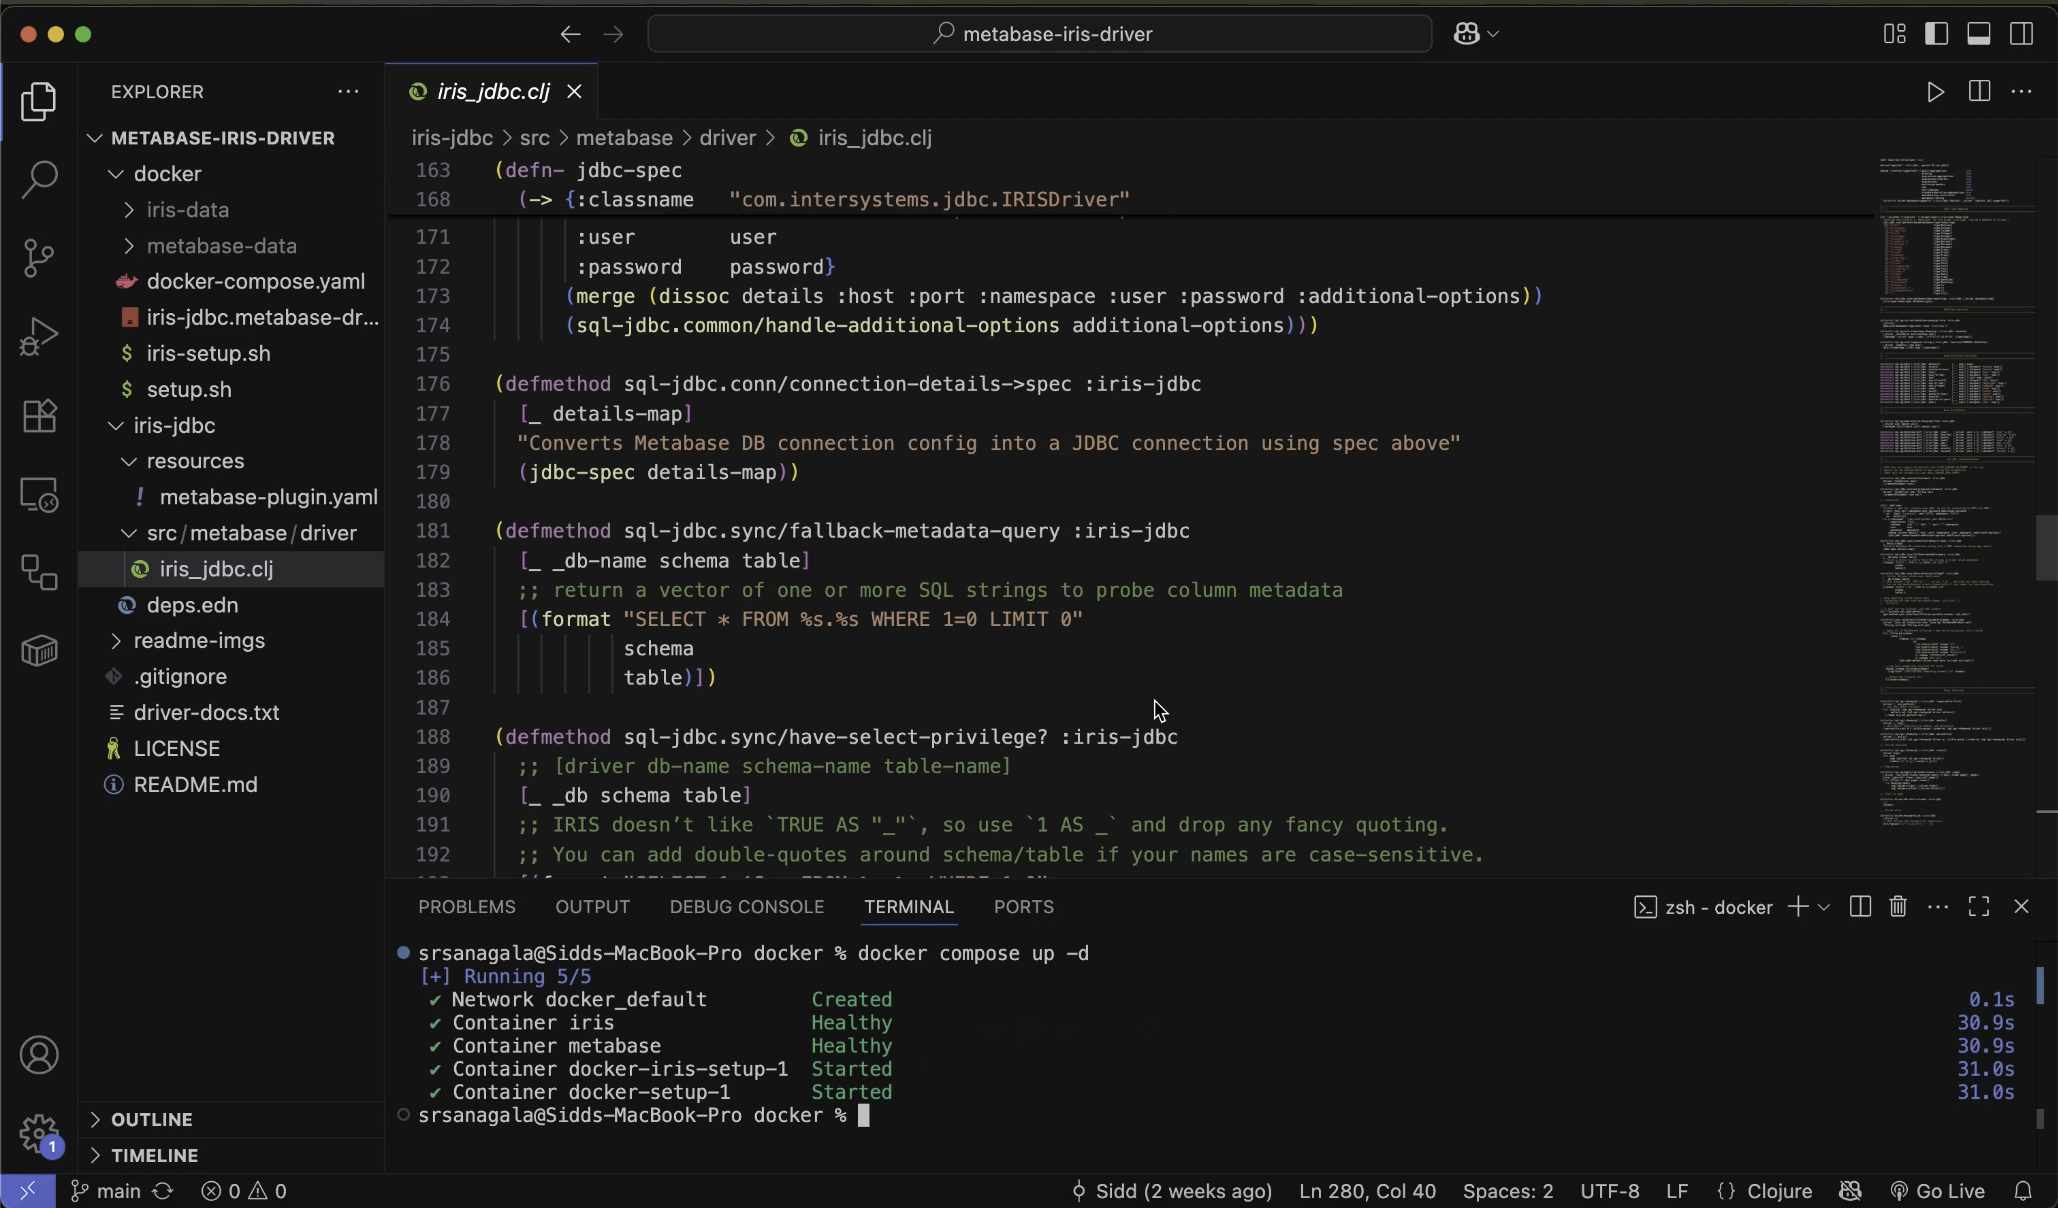 metabase-iris-driver
EXPLORER
METABASE-IRIS-DRIVER
docker
iris-data
metabase-data
docker-compose.yaml
iris-jdbc.metabase-dr...
$ iris-setup.sh
$ setup.sh
iris-jdbc
resources
! metabase-plugin.yaml
src/metabase/driver
iris_jdbc.clj
deps.edn
readme-imgs
.gitignore
driver-docs.txt
LICENSE
README.md
OUTLINE
TIMELINE
1
iris_jdbc.clj
iris-jdbc > src > metabase > driver > iris_jdbc.clj
163 (defn- jdbc-spec
168 (-> {:classname "com.intersystems.jdbc.IRISDriver"
171 :user user
172 :password password}
173 (merge (dissoc details :host :port :namespace :user :password :additional-options))
174 (sql-jdbc.common/handle-additional-options additional-options)))
175
176 (defmethod sql-jdbc.conn/connection-details->spec :iris-jdbc
177 [_ details-map]
178 "Converts Metabase DB connection config into a JDBC connection using spec above"
179 (jdbc-spec details-map))
180
181 (defmethod sql-jdbc.sync/fallback-metadata-query :iris-jdbc
182 [_ _db-name schema table]
183 ;; return a vector of one or more SQL strings to probe column metadata
184 [(format "SELECT * FROM %s.%s WHERE 1=0 LIMIT 0"
185 schema
186 table)])
187
188 (defmethod sql-jdbc.sync/have-select-privilege? :iris-jdbc
189 ;; [driver db-name schema-name table-name]
190 [_ _db schema table]
191 ;; IRIS doesn't like `TRUE AS "_"`, so use `1 AS _` and drop any fancy quoting.
192 ;; You can add double-quotes around schema/table if your names are case-sensitive.
PROBLEMS OUTPUT DEBUG CONSOLE TERMINAL PORTS zsh - docker
srsanagala@Sidds-MacBook-Pro docker % docker compose up -d
[+] Running 5/5
✔ Network docker_default Created 0.1s
✔ Container iris Healthy 30.9s
✔ Container metabase Healthy 30.9s
✔ Container docker-iris-setup-1 Started 31.0s
✔ Container docker-setup-1 Started 31.0s
srsanagala@Sidds-MacBook-Pro docker %
main 0 0 Sidd (2 weeks ago) Ln 280, Col 40 Spaces: 2 UTF-8 LF {} Clojure Go Live